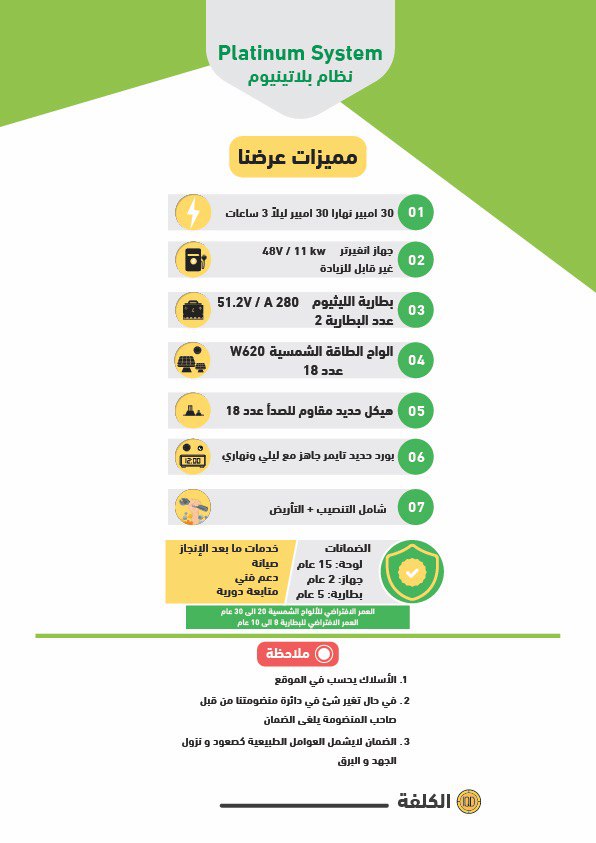 Platinum System
نظام بلاتينيوم
مميزات عرضنا
01
30 امبير نهارا 30 امبير ليلاً 3 ساعات
02
جهاز انفيرتر 48V / 11 kw
غير قابل للزيادة
03
بطارية الليثيوم 51.2V / A 280
عدد البطارية 2
04
الواح الطاقة الشمسية W620
عدد 18
05
هيكل حديد مقاوم للصدأ عدد 18
06
بورد حديد تايمر جاهز مع ليلي ونهاري
12:00
07
شامل التنصيب + التأريض
الضمانات
لوحة: 15 عام
جهاز: 2 عام
بطارية: 5 عام
خدمات ما بعد الإنجاز
صيانة
دعم فني
متابعة دورية
العمر الافتراضي للألواح الشمسية 20 الى 30 عام
العمر الافتراضي للبطارية 8 الى 10 عام
ملاحظة
1. الأسلاك يحسب في الموقع
2. في حال تغير شئ في دائرة منضومتنا من قبل
صاحب المنضومة يلغى الضمان
3. الضمان لايشمل العوامل الطبيعية كصعود و تزول
الجهد و البرق
IQD
الكلفة